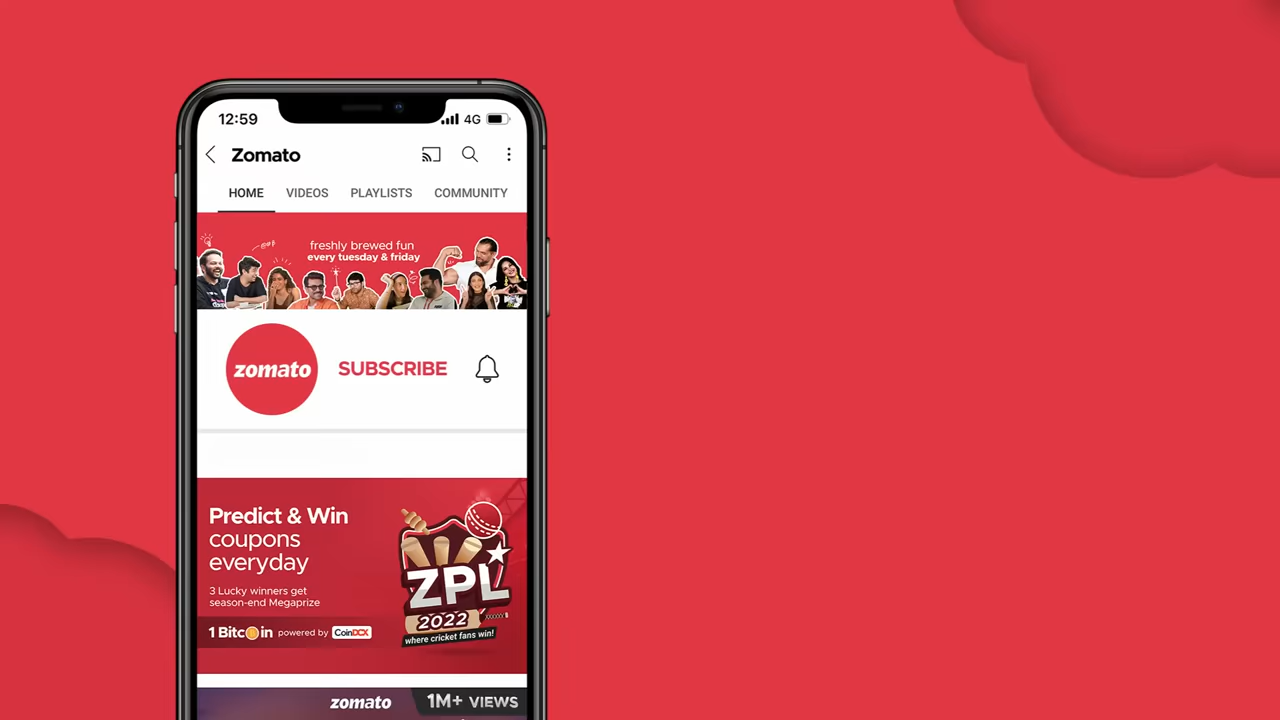 12:59
4G
Zomato
HOME VIDEOS PLAYLISTS COMMUNITY
@#!
freshly brewed fun
every tuesday & friday
zomato
SUBSCRIBE
Predict & Win
coupons
everyday
3 Lucky winners get
season-end Megaprize
1 Bitcoin powered by CoinDCX
ZPL
2022
where cricket fans win!
zomato
1M+ VIEWS